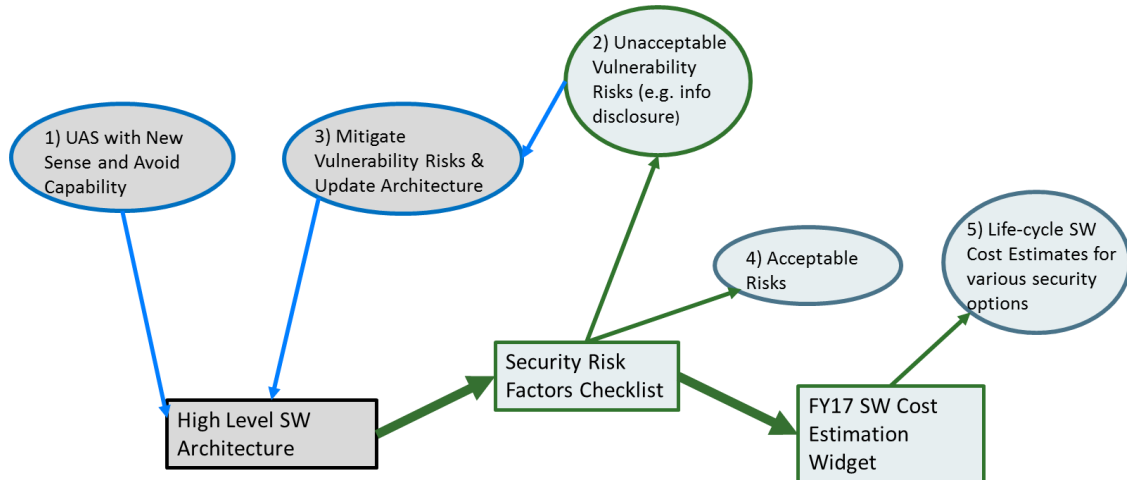 1) UAS with New
Sense and Avoid
Capability
3) Mitigate
Vulnerability Risks &
Update Architecture
2) Unacceptable
Vulnerability
Risks (e.g. info
disclosure)
4) Acceptable
Risks
5) Life-cycle SW
Cost Estimates for
various security
options
High Level SW
Architecture
Security Risk
Factors Checklist
FY17 SW Cost
Estimation
Widget